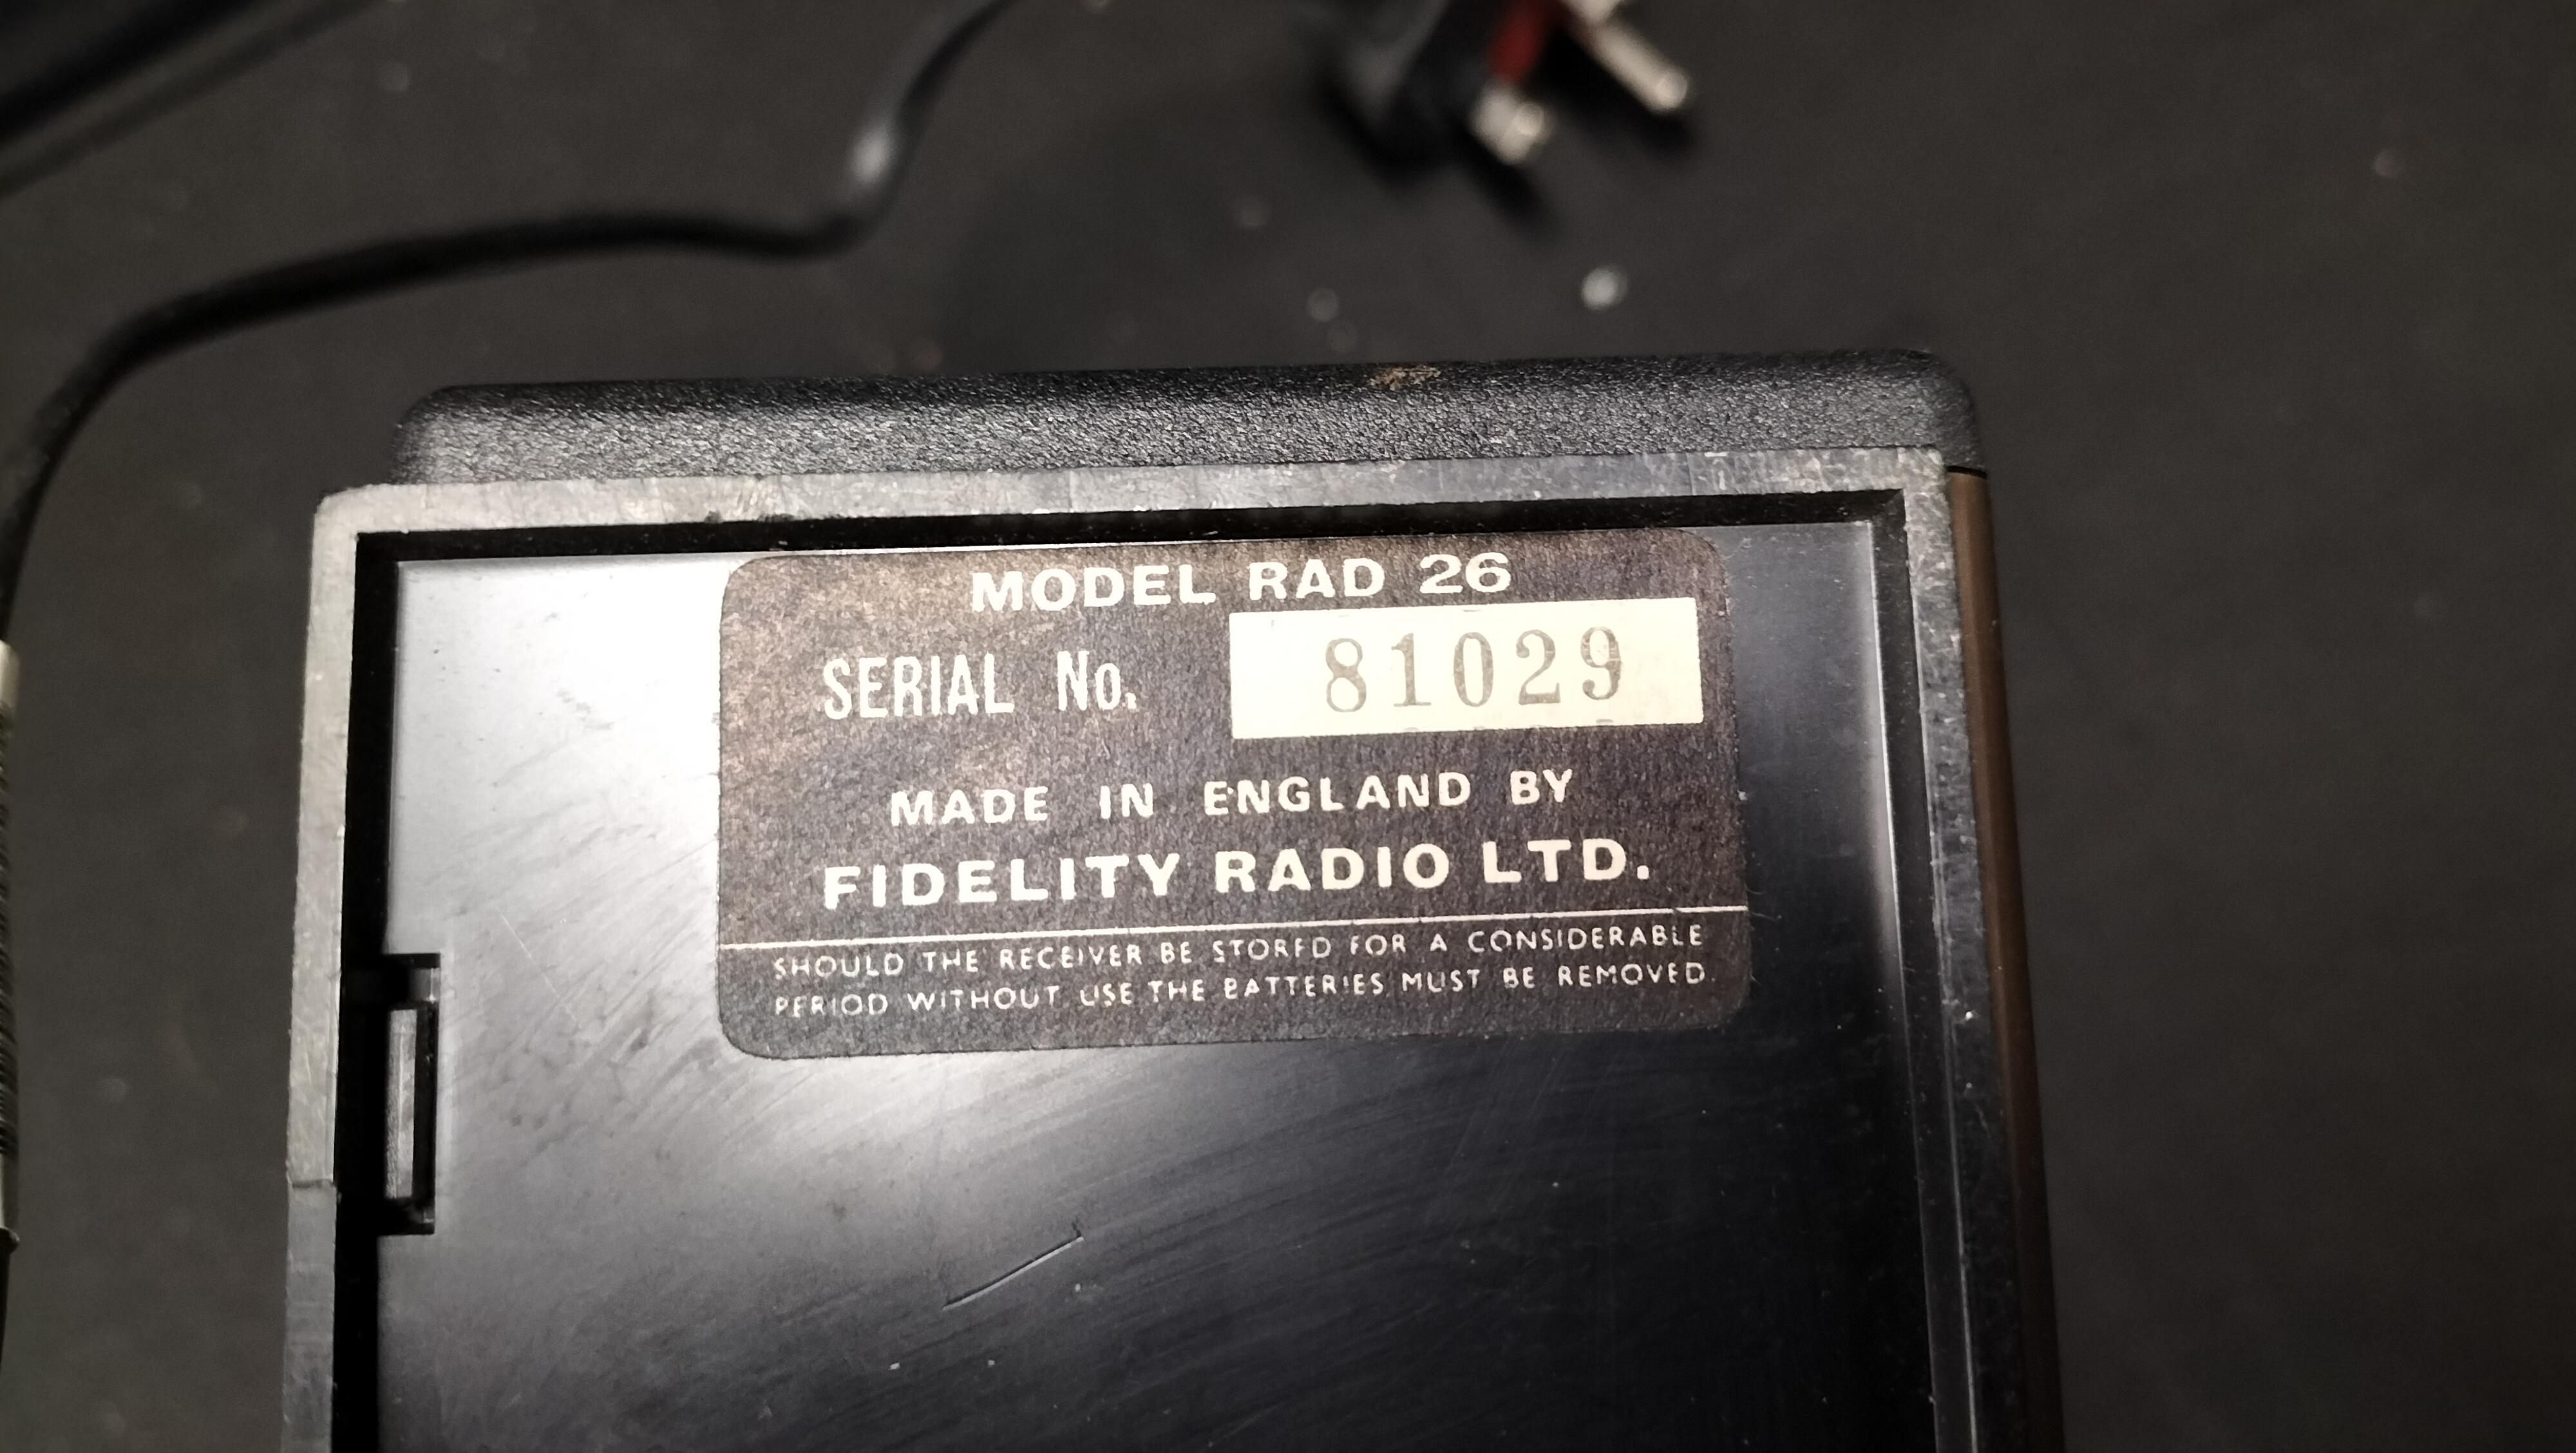 MODEL RAD 26
SERIAL No. 81029
MADE IN ENGLAND BY
FIDELITY RADIO LTD.
SHOULD THE RECEIVER BE STORED FOR A CONSIDERABLE
PERIOD WITHOUT USE THE BATTERIES MUST BE REMOVED.